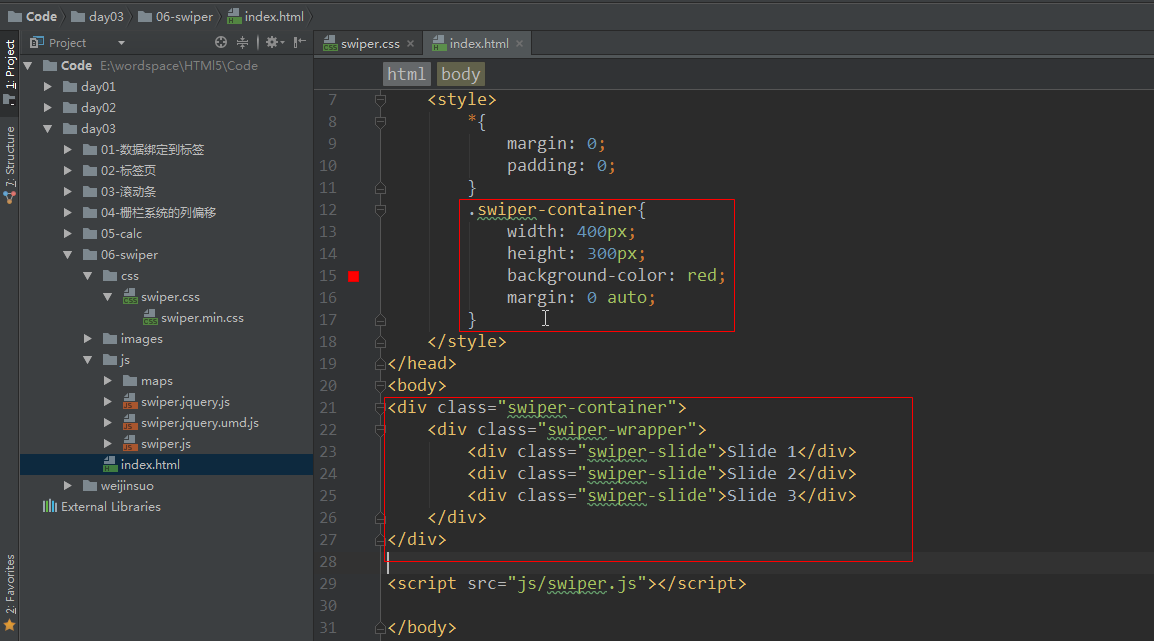 Code day03 06-swiper index.html
Project
swiper.css index.html
1: Project
7: Structure
2: Favorites
Code E:\wordspace\HTMl5\Code
day01
day02
day03
01-数据绑定到标签
02-标签页
03-滚动条
04-栅栏系统的列偏移
05-calc
06-swiper
css
swiper.css
swiper.min.css
images
js
maps
swiper.jquery.js
swiper.jquery.umd.js
swiper.js
index.html
weijinsuo
External Libraries
html body
7 <style>
8 *{
9 margin: 0;
10 padding: 0;
11 }
12 .swiper-container{
13 width: 400px;
14 height: 300px;
15 background-color: red;
16 margin: 0 auto;
17 }
18 </style>
19 </head>
20 <body>
21 <div class="swiper-container">
22 <div class="swiper-wrapper">
23 <div class="swiper-slide">Slide 1</div>
24 <div class="swiper-slide">Slide 2</div>
25 <div class="swiper-slide">Slide 3</div>
26 </div>
27 </div>
28
29 <script src="js/swiper.js"></script>
30
31 </body>